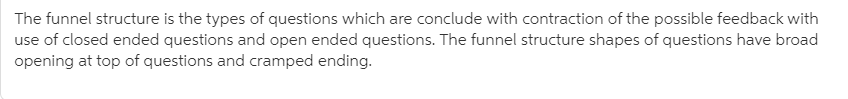 The funnel structure is the types of questions which are conclude with contraction of the possible feedback with
use of closed ended questions and open ended questions. The funnel structure shapes of questions have broad
opening at top of questions and cramped ending.